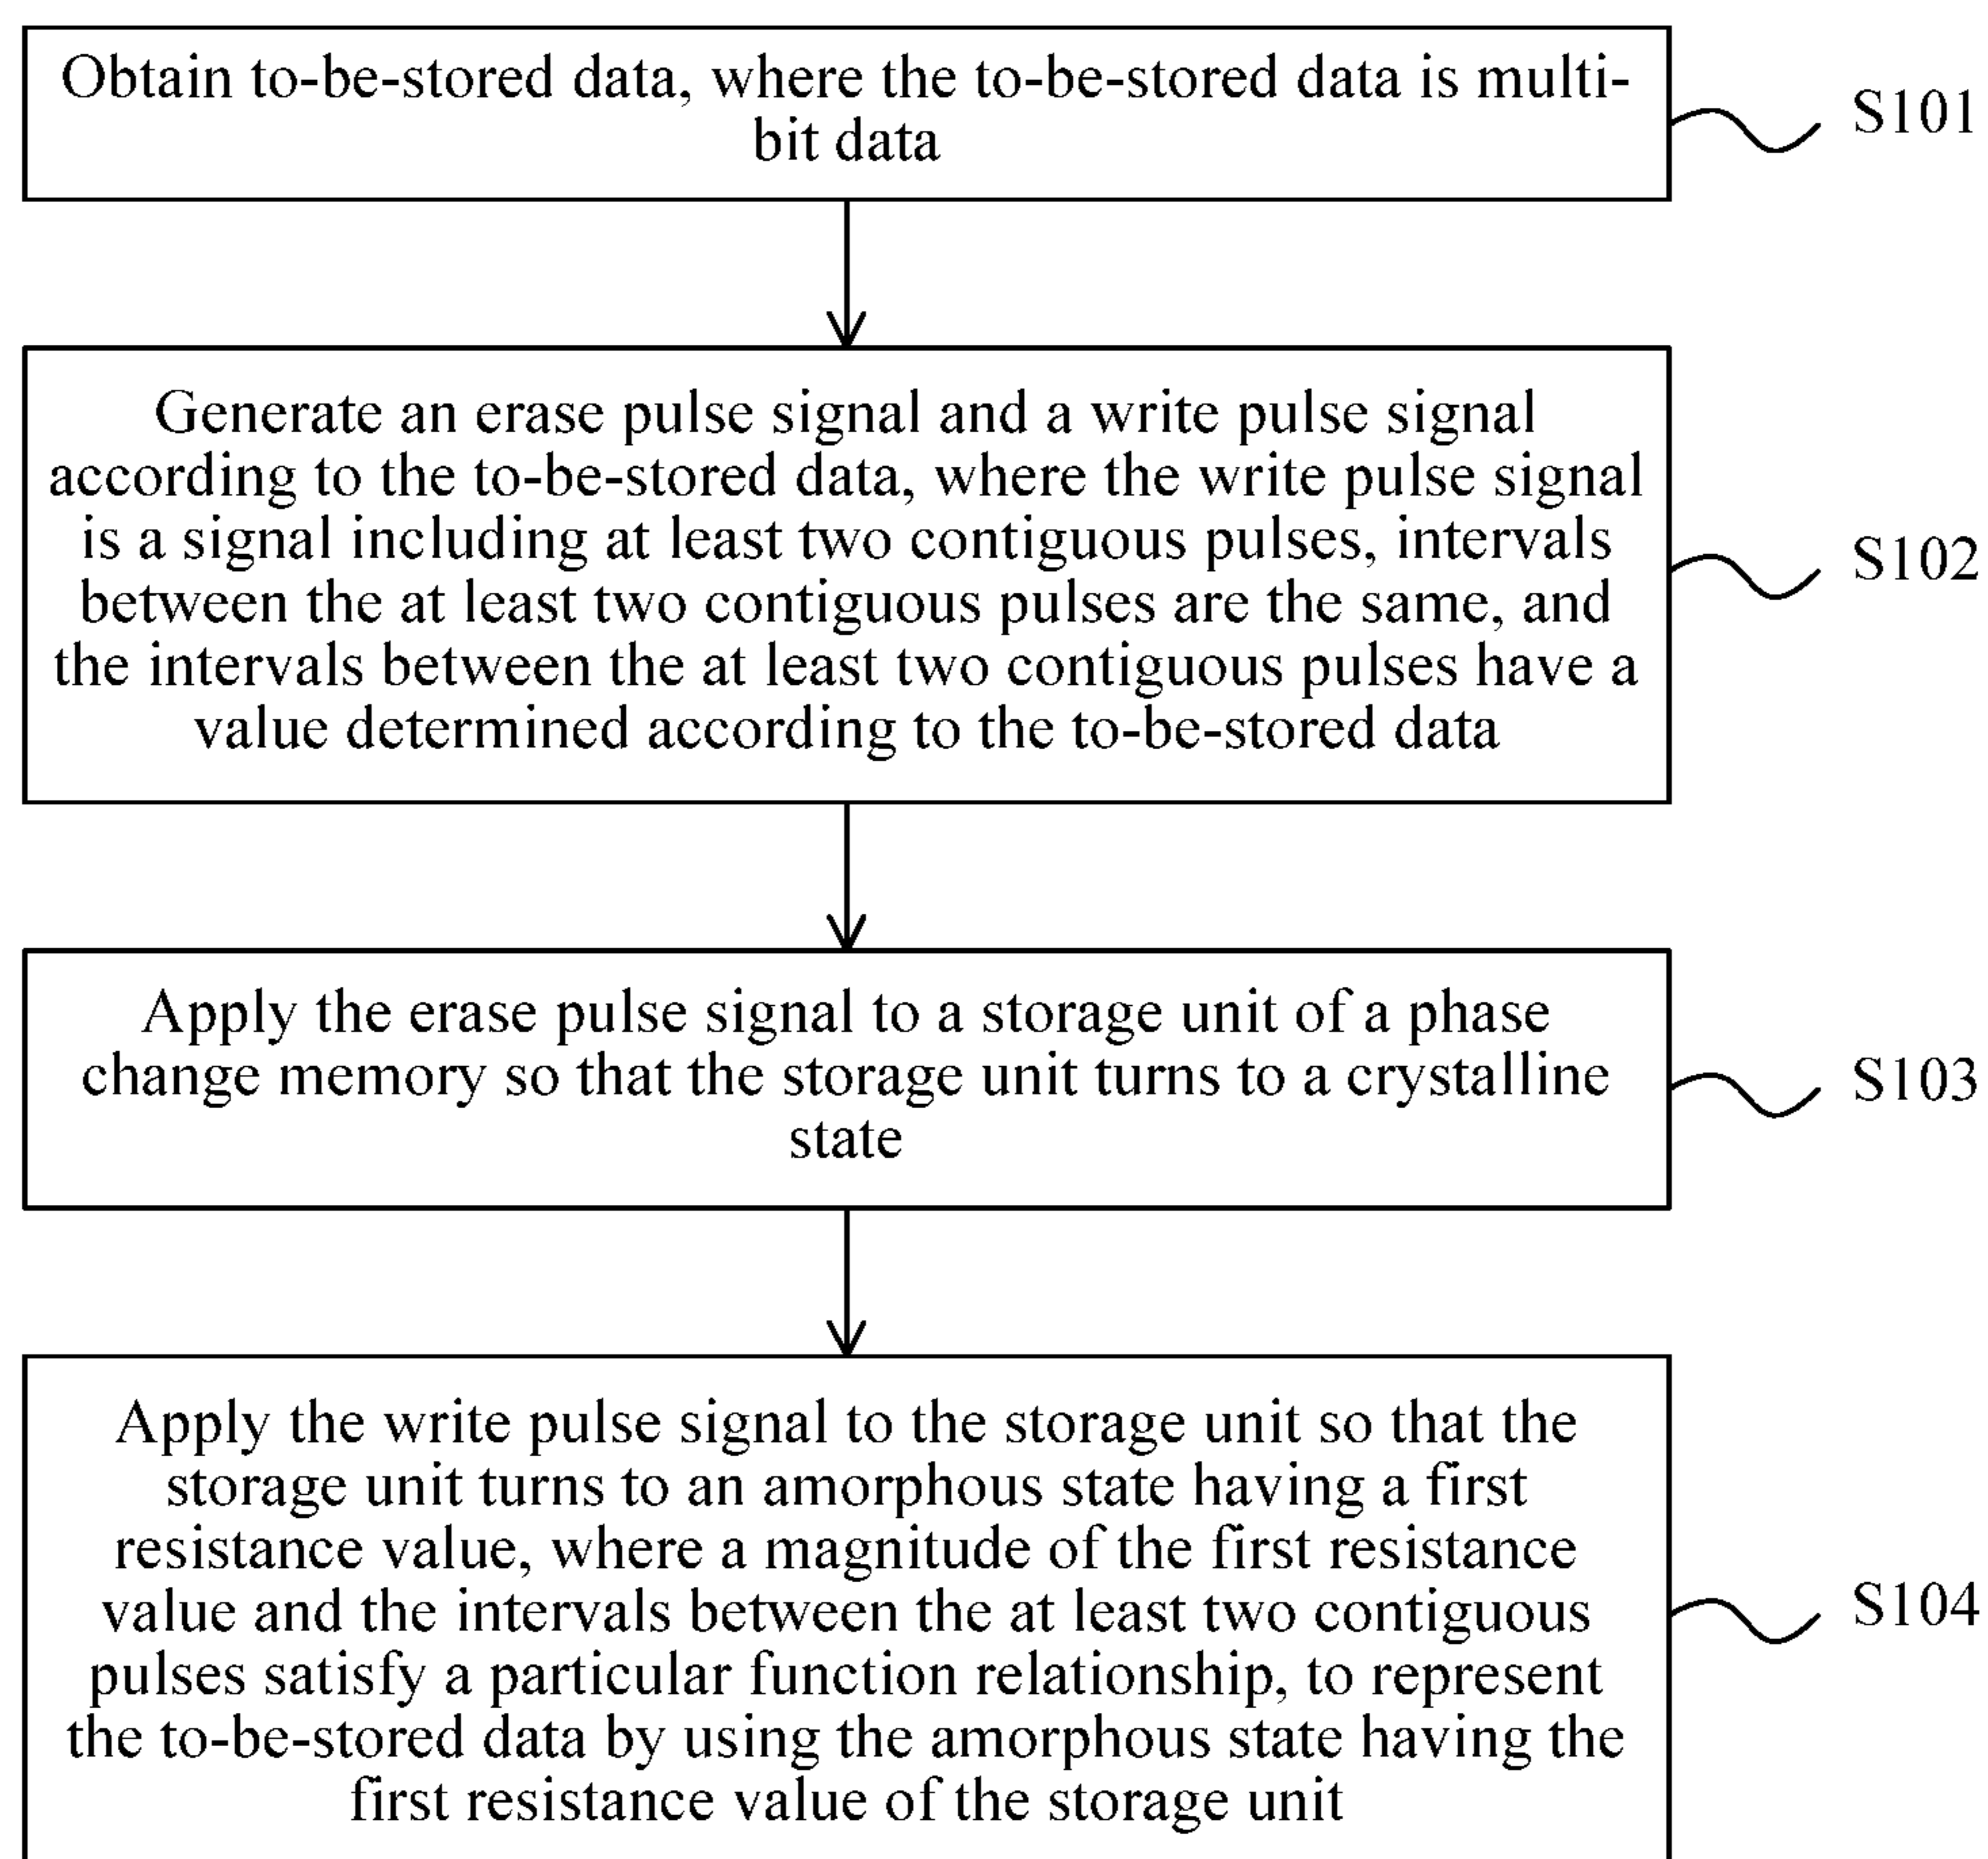 Obtain to-be-stored data, where the to-be-stored data is multi-
bit data
S101
Generate an erase pulse signal and a write pulse signal
according to the to-be-stored data, where the write pulse signal
is a signal including at least two contiguous pulses, intervals
between the at least two contiguous pulses are the same, and
the intervals between the at least two contiguous pulses have a
value determined according to the to-be-stored data
S102
Apply the erase pulse signal to a storage unit of a phase
change memory so that the storage unit turns to a crystalline
state
S103
Apply the write pulse signal to the storage unit so that the
storage unit turns to an amorphous state having a first
resistance value, where a magnitude of the first resistance
value and the intervals between the at least two contiguous
pulses satisfy a particular function relationship, to represent
the to-be-stored data by using the amorphous state having the
first resistance value of the storage unit
S104